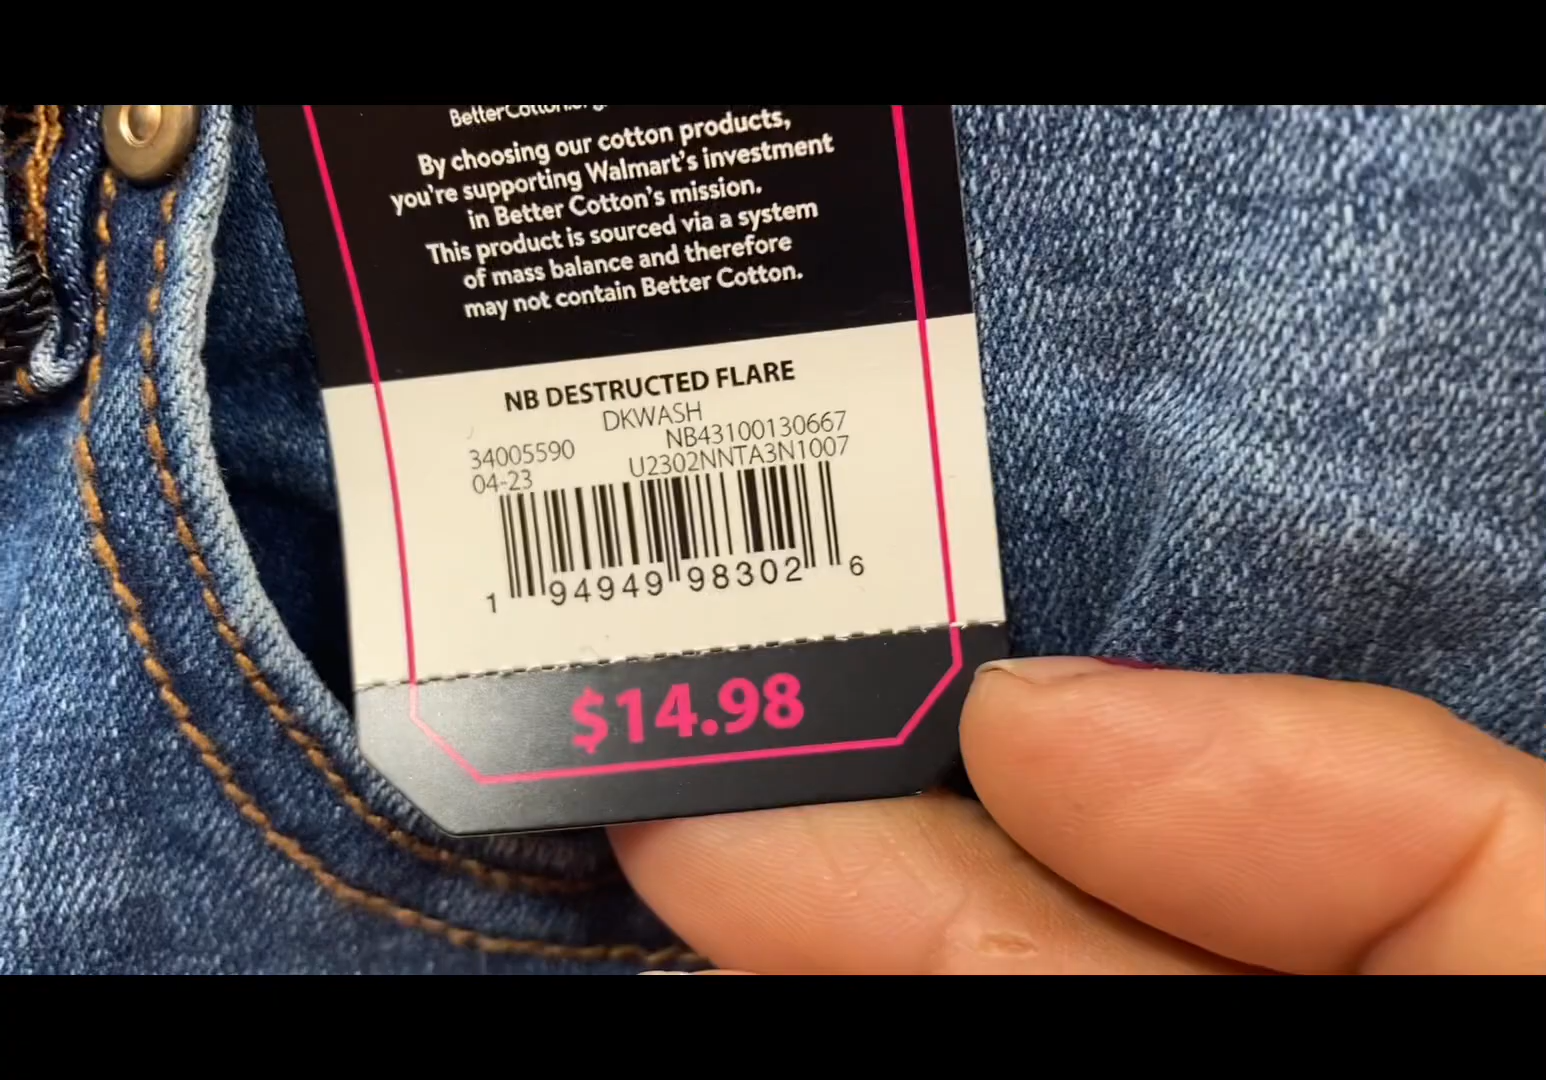 By choosing our cotton products,
you're supporting Walmart's investment
in Better Cotton's mission.
This product is sourced via a system
of mass balance and therefore
may not contain Better Cotton.
NB DESTRUCTED FLARE
DKWASH
34005590 NB43100130667
04-23 U2302NNTA3N1007
1 94949 98302 6
$14.98